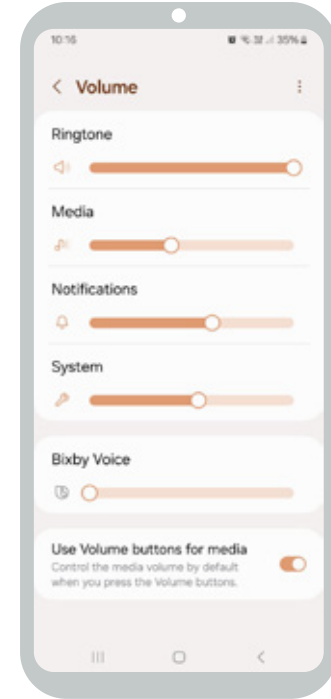 10:16
35%
Volume
Ringtone
Media
Notifications
System
Bixby Voice
Use Volume buttons for media
Control the media volume by default
when you press the Volume buttons.